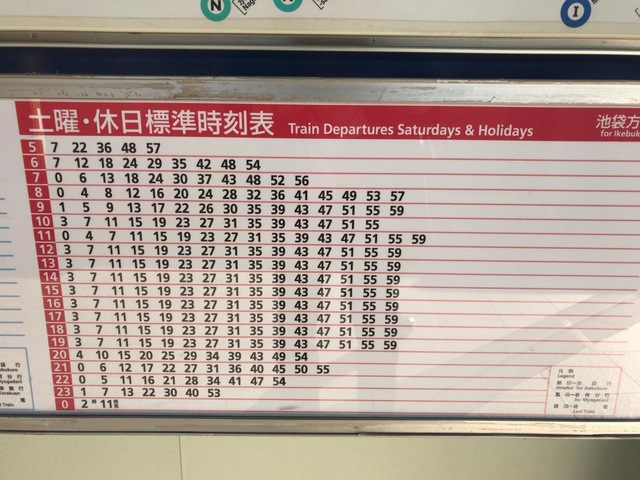 N
I
土曜・休日標準時刻表 Train Departures Saturdays & Holidays
池袋方
for Ikebuk
5 7 22 36 48 57
6 7 12 18 24 29 35 42 48 54
7 0 6 13 18 24 30 37 43 48 52 56
8 0 4 8 12 16 20 24 28 32 36 41 45 49 53 57
9 1 5 9 13 17 22 26 30 35 39 43 47 51 55 59
10 3 7 11 15 19 23 27 31 35 39 43 47 51 55
11 0 4 7 11 15 19 23 27 31 35 39 43 47 51 55 59
12 3 7 11 15 19 23 27 31 35 39 43 47 51 55 59
13 3 7 11 15 19 23 27 31 35 39 43 47 51 55 59
14 3 7 11 15 19 23 27 31 35 39 43 47 51 55 59
15 3 7 11 15 19 23 27 31 35 39 43 47 51 55 59
16 3 7 11 15 19 23 27 31 35 39 43 47 51 55 59
17 3 7 11 15 19 23 27 31 35 39 43 47 51 55 59
18 3 7 11 15 19 23 27 31 35 39 43 47 51 55 59
19 3 7 11 15 19 23 27 31 35 39 43 47 51 55 59
20 4 10 15 20 25 29 34 39 43 49 54
21 0 6 12 17 22 27 31 36 40 45 50 55
22 0 5 11 16 21 28 34 41 47 54
23 1 7 13 22 30 40 53
0 2 11
凡例
Legend
for Ikebukuro
for Myogadani
Last Train